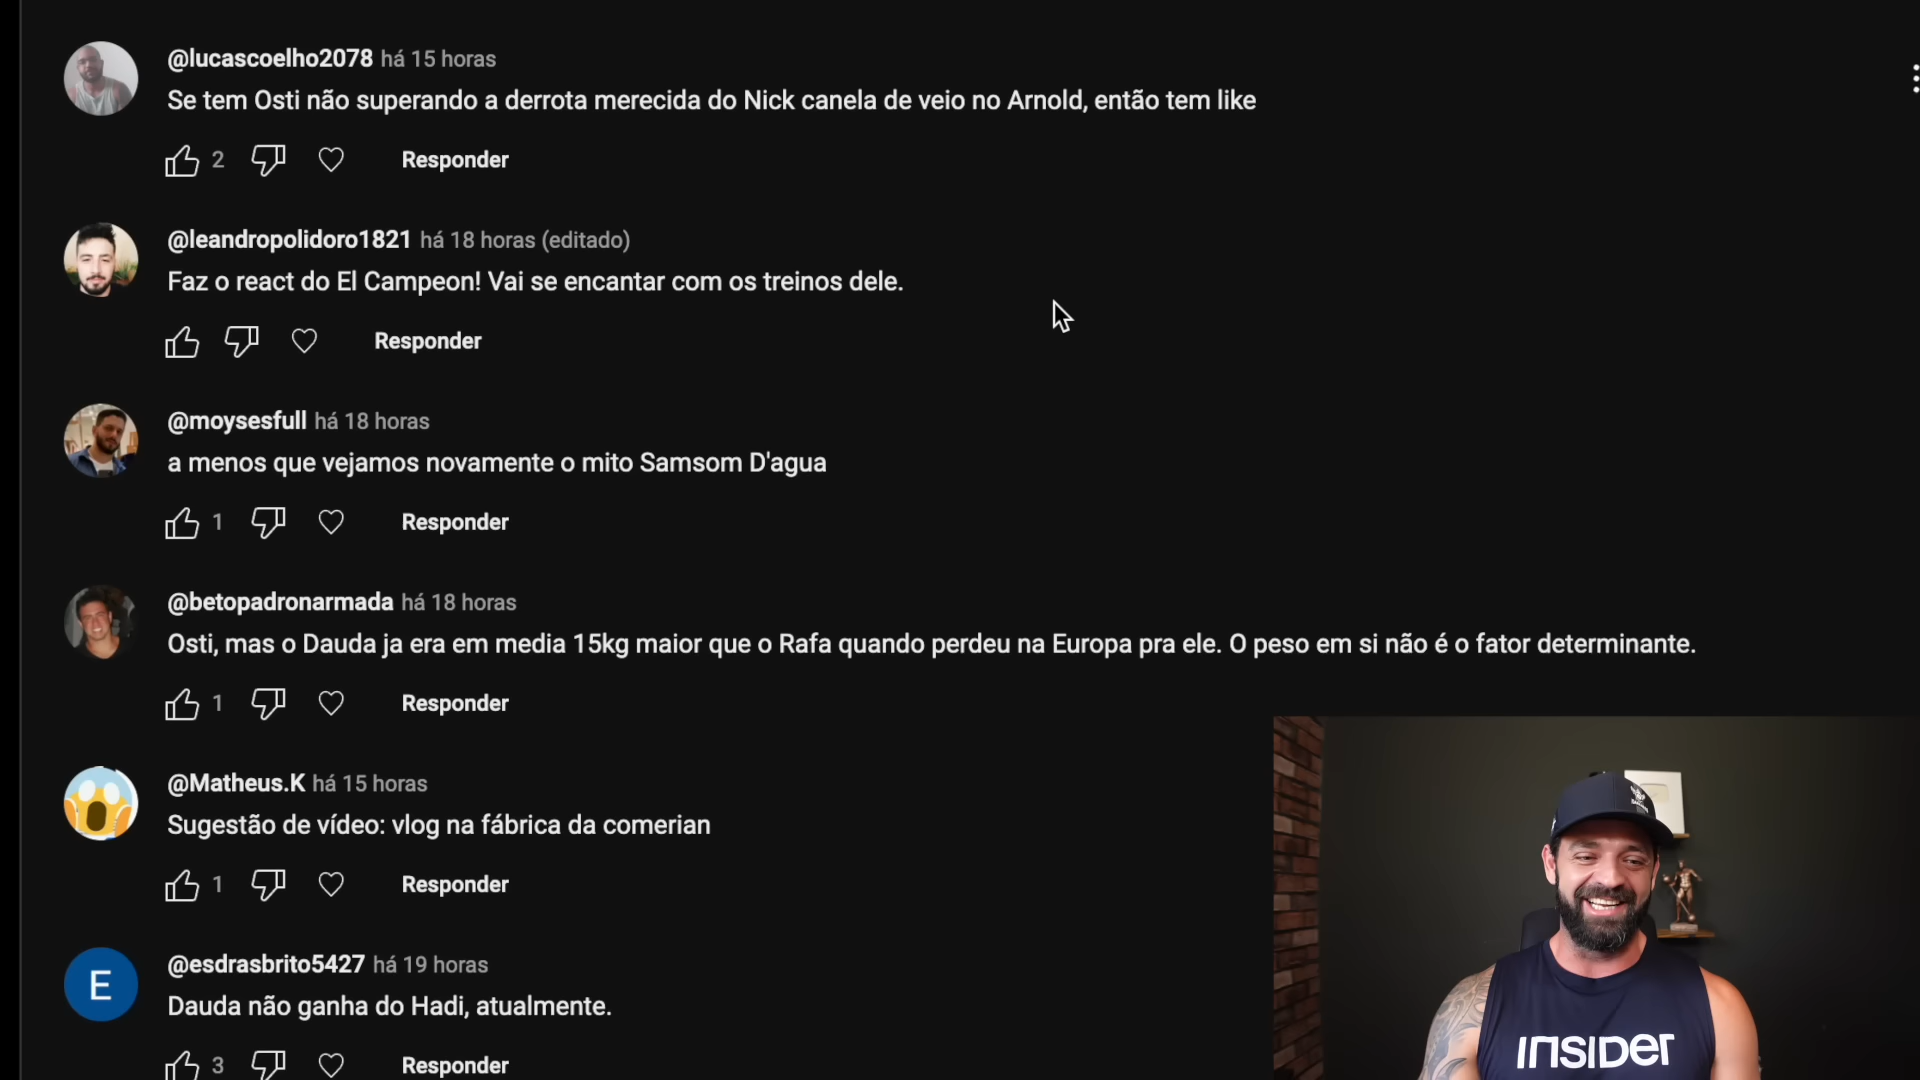 @lucascoelho2078 há 15 horas
Se tem Osti não superando a derrota merecida do Nick canela de veio no Arnold, então tem like
2 Responder
@leandropolidoro1821 há 18 horas (editado)
Faz o react do El Campeon! Vai se encantar com os treinos dele.
Responder
@moysesfull há 18 horas
a menos que vejamos novamente o mito Samsom D'agua
1 Responder
@betopadronarmada há 18 horas
Osti, mas o Dauda ja era em media 15kg maior que o Rafa quando perdeu na Europa pra ele. O peso em si não é o fator determinante.
1 Responder
@Matheus.K há 15 horas
Sugestão de vídeo: vlog na fábrica da comerian
1 Responder
E
@esdrasbrito5427 há 19 horas
Dauda não ganha do Hadi, atualmente.
3 Responder
INSIDER